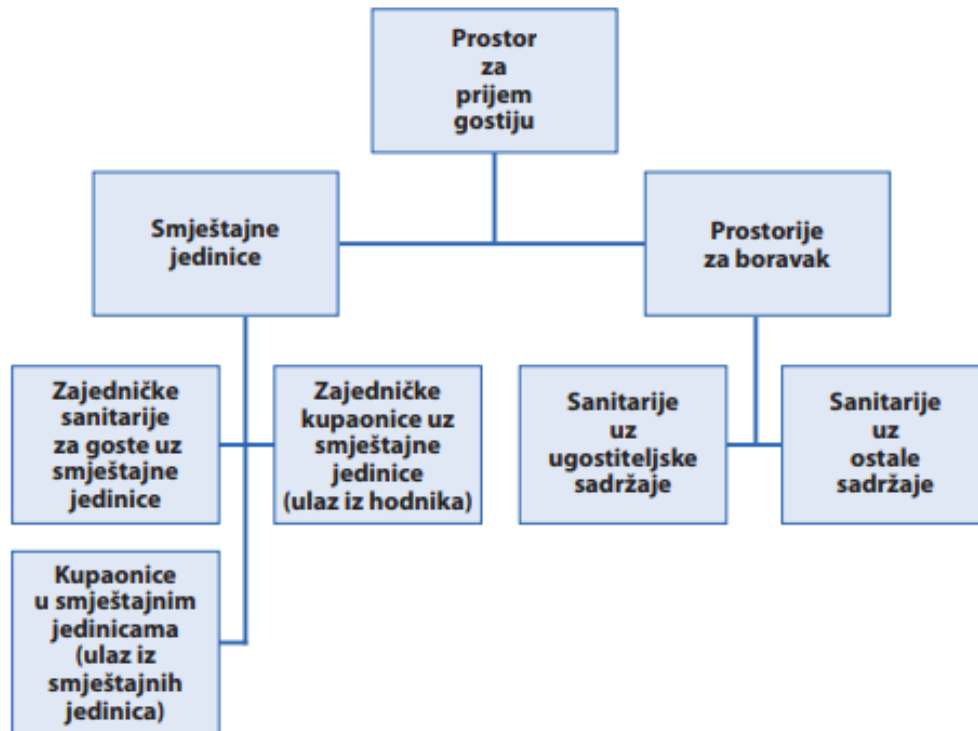 Prostor
za
prijem
gostiju
Smještajne
jedinice
Prostorije
za boravak
Zajedničke
sanitarije
za goste uz
smještajne
jedinice
Zajedničke
kupaonice uz
smještajne
jedinice
(ulaz iz hodnika)
Sanitarije
uz
ugostiteljske
sadržaje
Sanitarije
uz
ostale
sadržaje
Kupaonice
u smještajnim
jedinicama
(ulaz iz
smještajnih
jedinica)